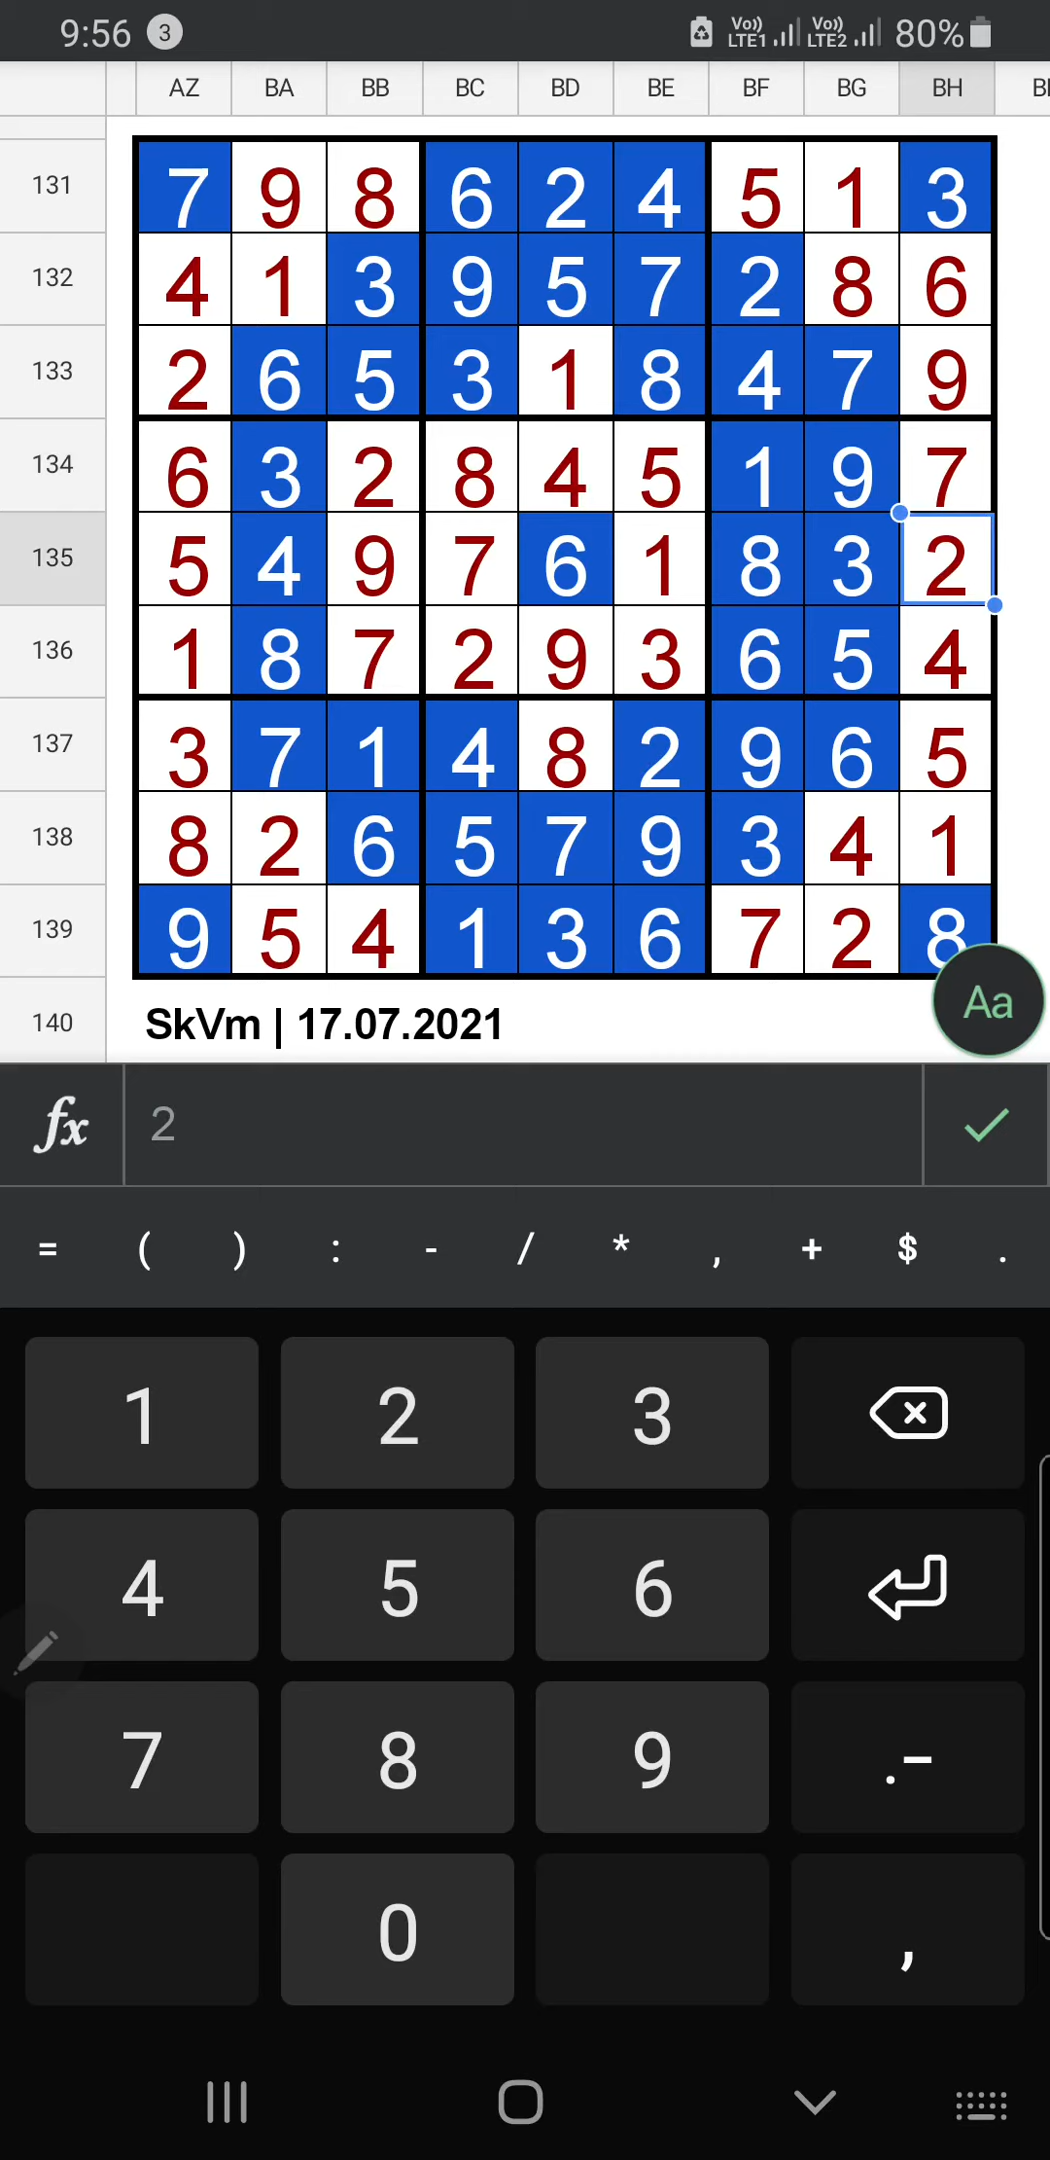 9:56 3 Vo)) LTE1 Vo)) LTE2 80%
AZ BA BB BC BD BE BF BG BH
131 7 9 8 6 2 4 5 1 3
132 4 1 3 9 5 7 2 8 6
133 2 6 5 3 1 8 4 7 9
134 6 3 2 8 4 5 1 9 7
135 5 4 9 7 6 1 8 3 2
136 1 8 7 2 9 3 6 5 4
137 3 7 1 4 8 2 9 6 5
138 8 2 6 5 7 9 3 4 1
139 9 5 4 1 3 6 7 2 8
Aa
140 SkVm | 17.07.2021
fx 2
= ( ) : - / * , + $ .
1 2 3
4 5 6
7 8 9 .-
0 ,